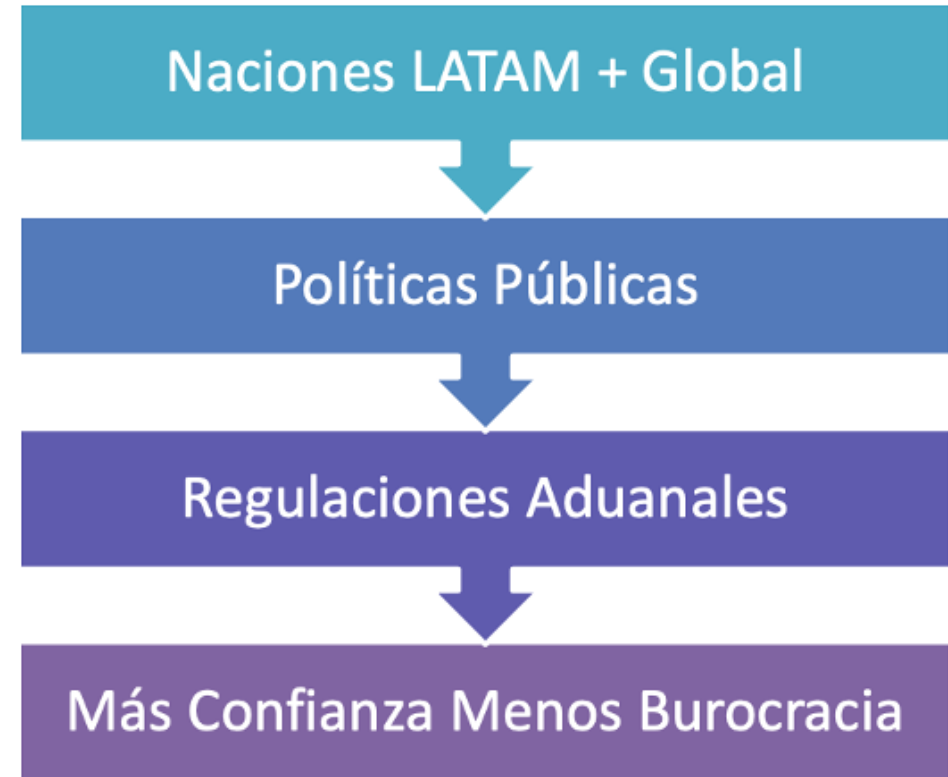 Naciones LATAM + Global
Políticas Públicas
Regulaciones Aduanales
Más Confianza Menos Burocracia